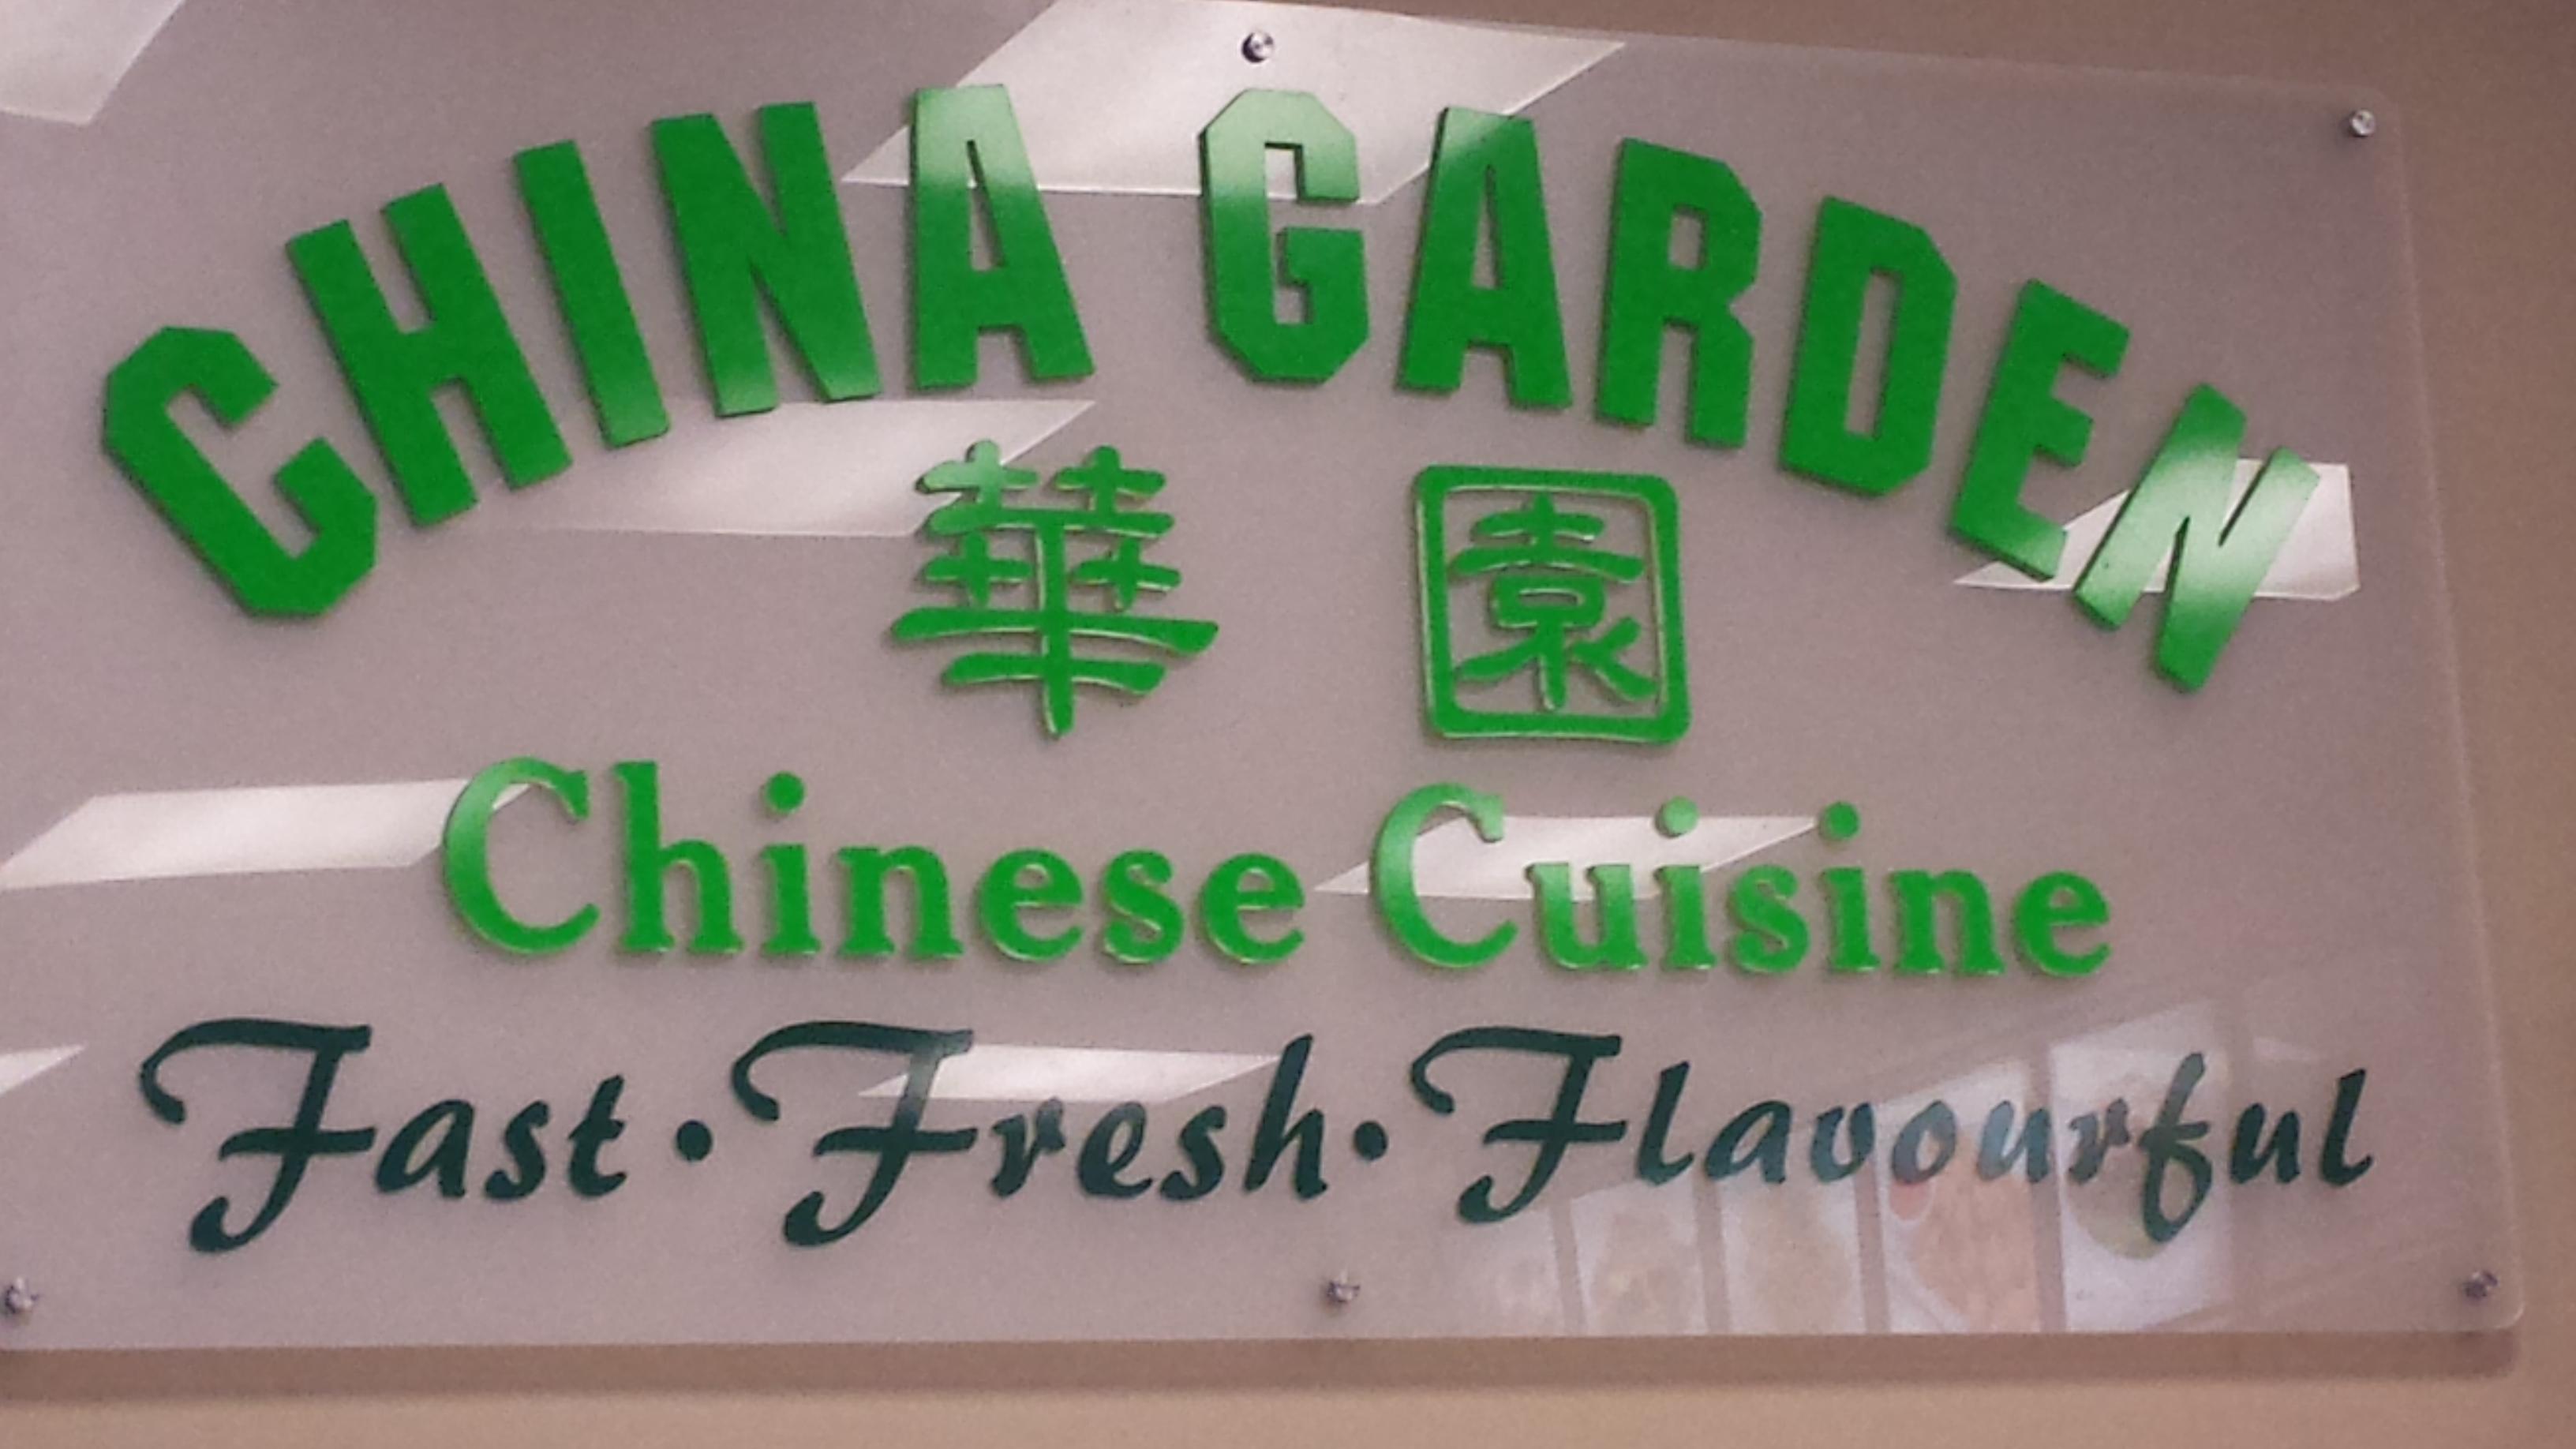 CHINA GARDEN
華園
Chinese Cuisine
Fast·Fresh·Flavourful